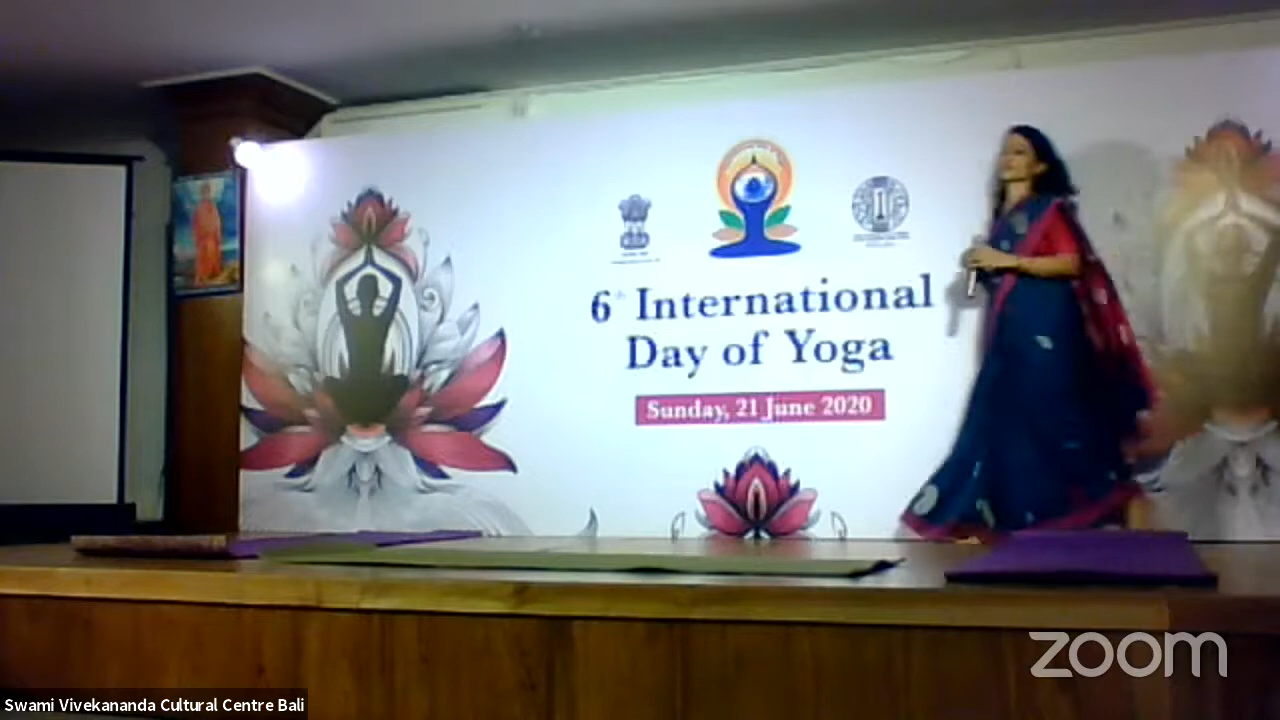 6th International
Day of Yoga
Sunday, 21 June 2020
zoom
Swami Vivekananda Cultural Centre Bali